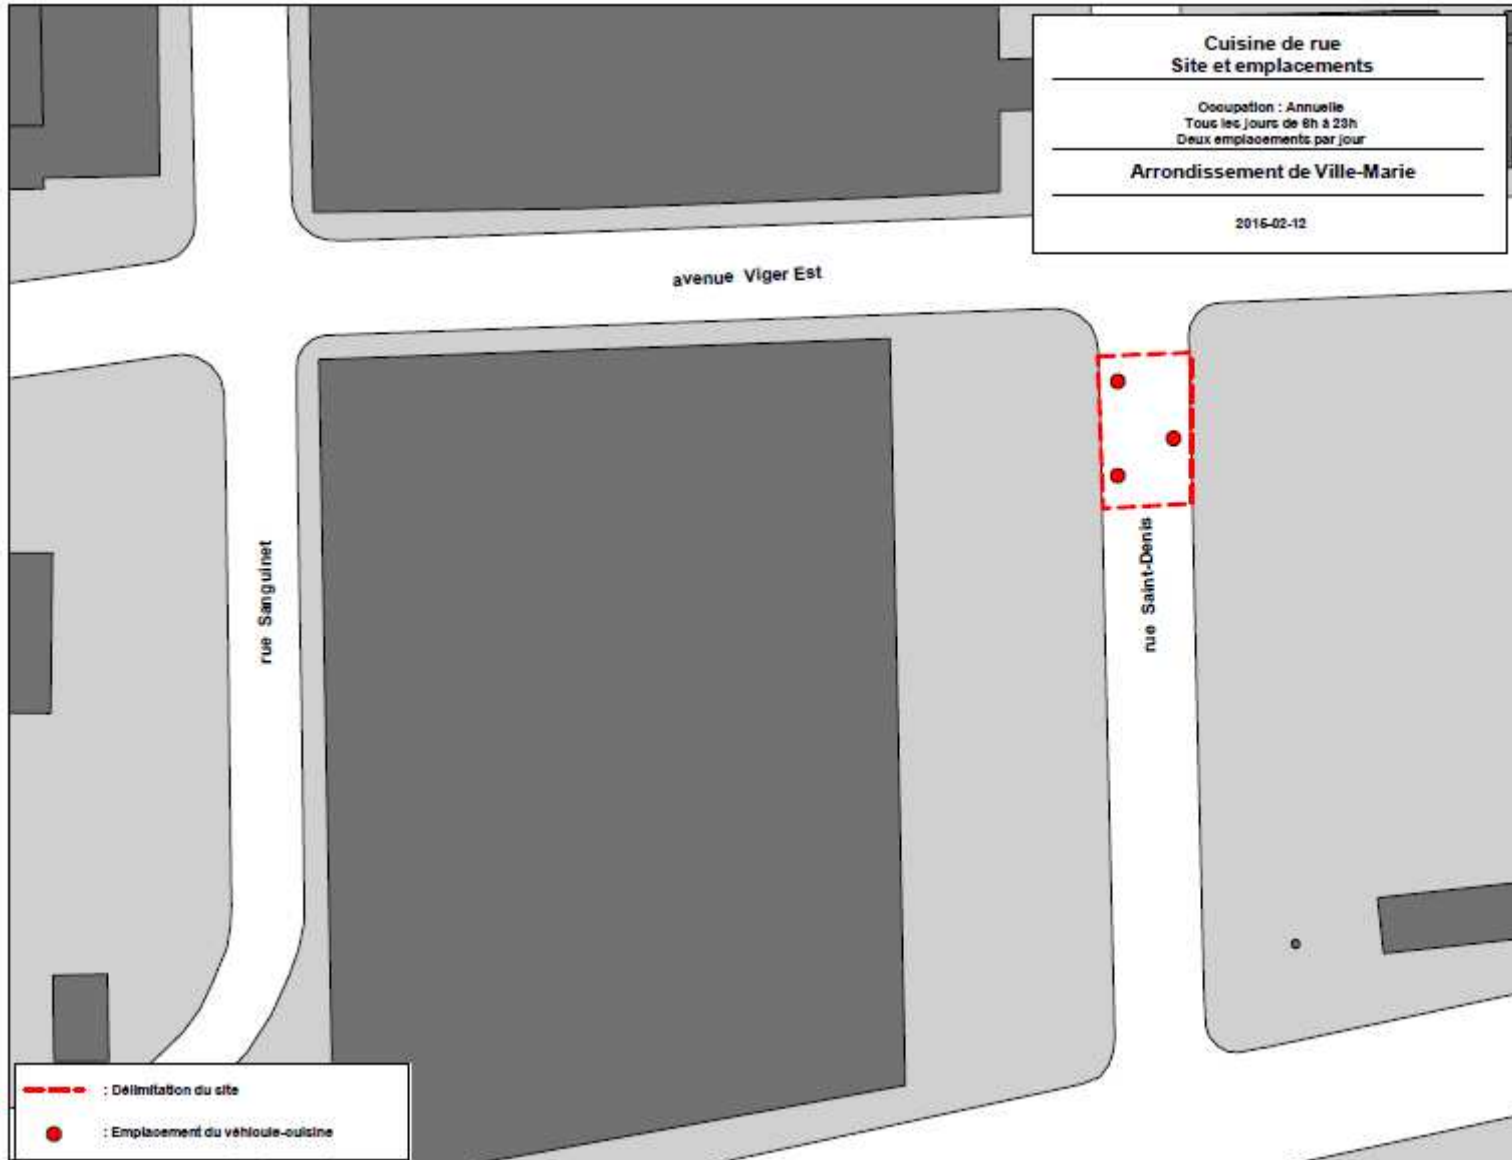 Cuisine de rue
Site et emplacements
Occupation : Annuelle
Tous les jours de 6h à 23h
Deux emplacements par jour
Arrondissement de Ville-Marie
2015-02-12
avenue Viger Est
rue Sanguinet
rue Saint-Denis
: Délimitation du site
: Emplacement du véhicule-cuisine